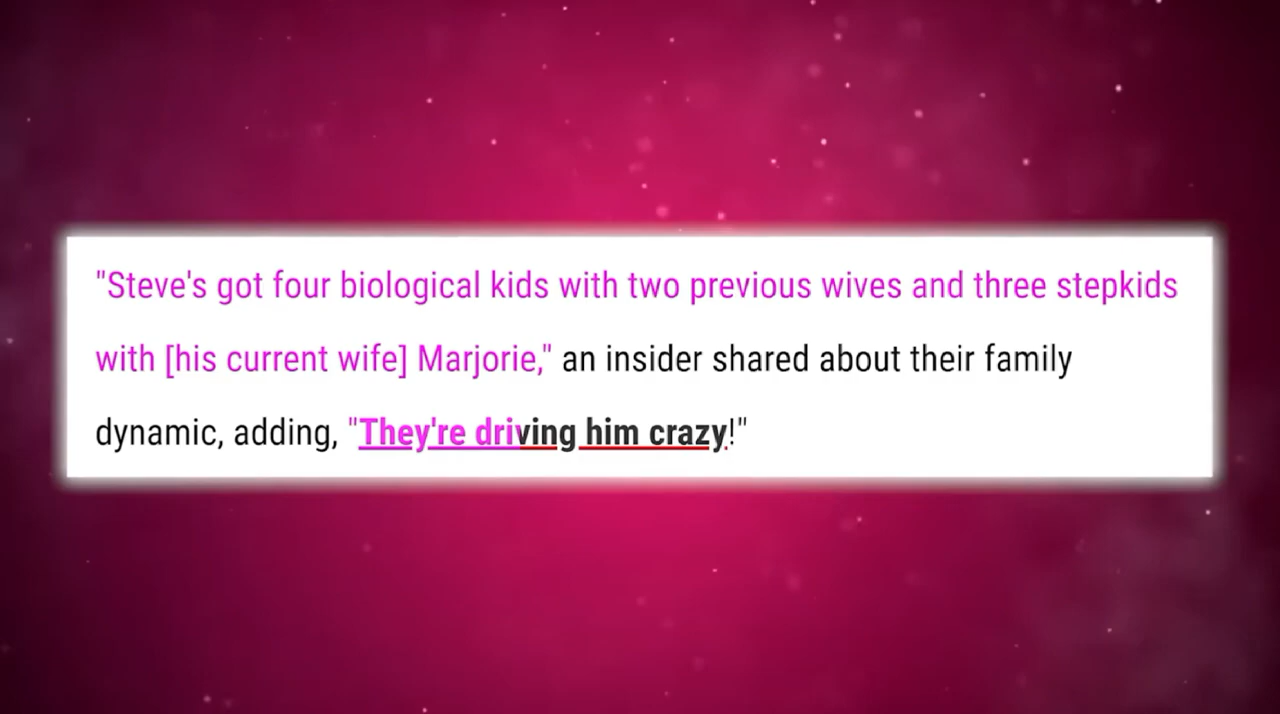 "Steve's got four biological kids with two previous wives and three stepkids
with [his current wife] Marjorie," an insider shared about their family
dynamic, adding, "They're driving him crazy!"